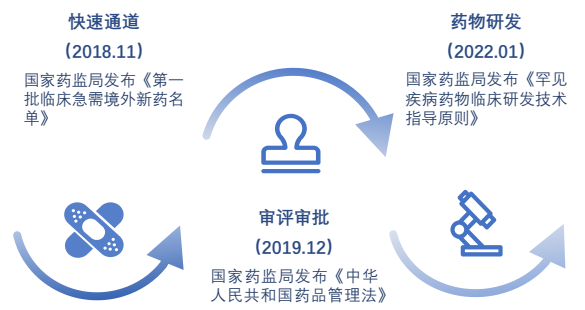 快速通道
（2018.11）
国家药监局发布《第一
批临床急需境外新药名
单》
审评审批
（2019.12）
国家药监局发布《中华
人民共和国药品管理法》
药物研发
（2022.01）
国家药监局发布《罕见
疾病药物临床研发技术
指导原则》